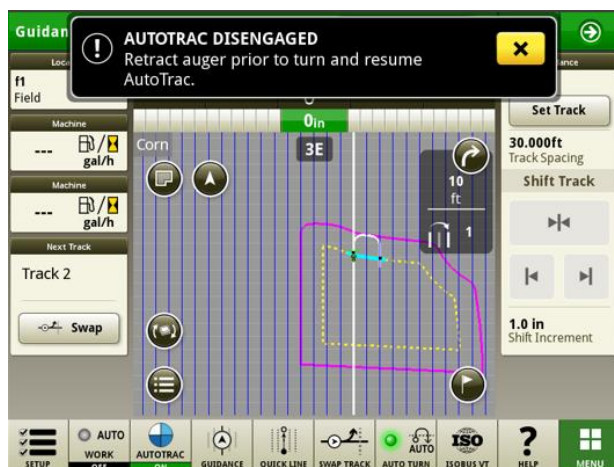 Guidan
AUTOTRAC DISENGAGED
Retract auger prior to turn and resume
AutoTrac.
f1
Field
Machine
---
gal/h
Machine
---
gal/h
Next Track
Track 2
Swap
0in
3E
Corn
10
ft
1
Set Track
30.000ft
Track Spacing
Shift Track
1.0 in
Shift Increment
SETUP
AUTO
WORK
OFF
AUTOTRAC
ON
GUIDANCE
QUICK LINE
SWAP TRACK
AUTO
AUTO TURN
ISO
ISOBUS VT
?
HELP
MENU